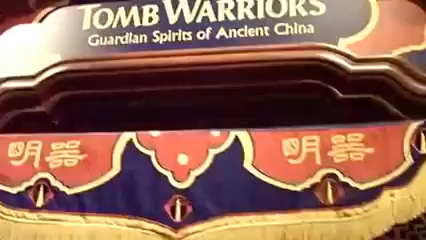 TOMB WARRIORS
Guardian Spirits of Ancient China
明器
明器